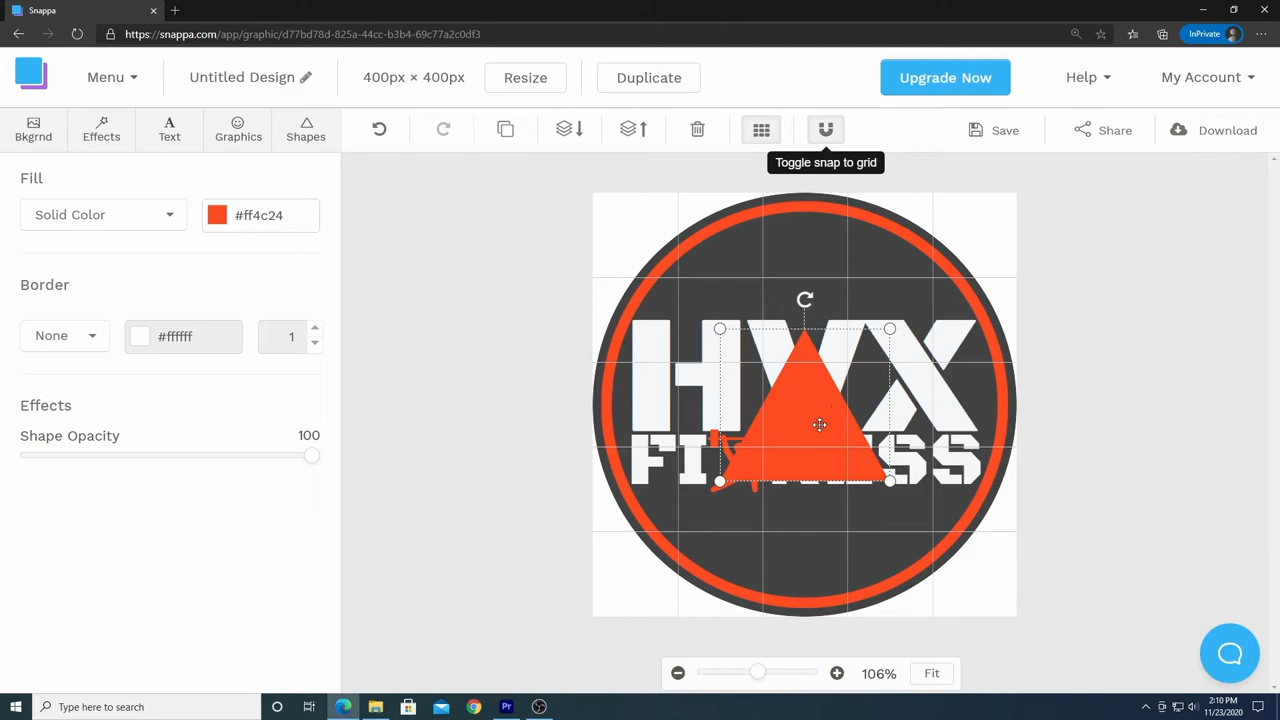 Snappa
https://snappa.com/app/graphic/d77bd78d-825a-44cc-b3b4-69c77a2c0df3
InPrivate
Menu
Untitled Design
400px × 400px
Resize
Duplicate
Upgrade Now
Help
My Account
Bkgrnd
Effects
Text
Graphics
Shapes
Save
Share
Download
Toggle snap to grid
Fill
Solid Color
#ff4c24
Border
None
#ffffff
1
Effects
Shape Opacity
100
HVX
106%
Fit
Type here to search
2:10 PM
11/23/2020